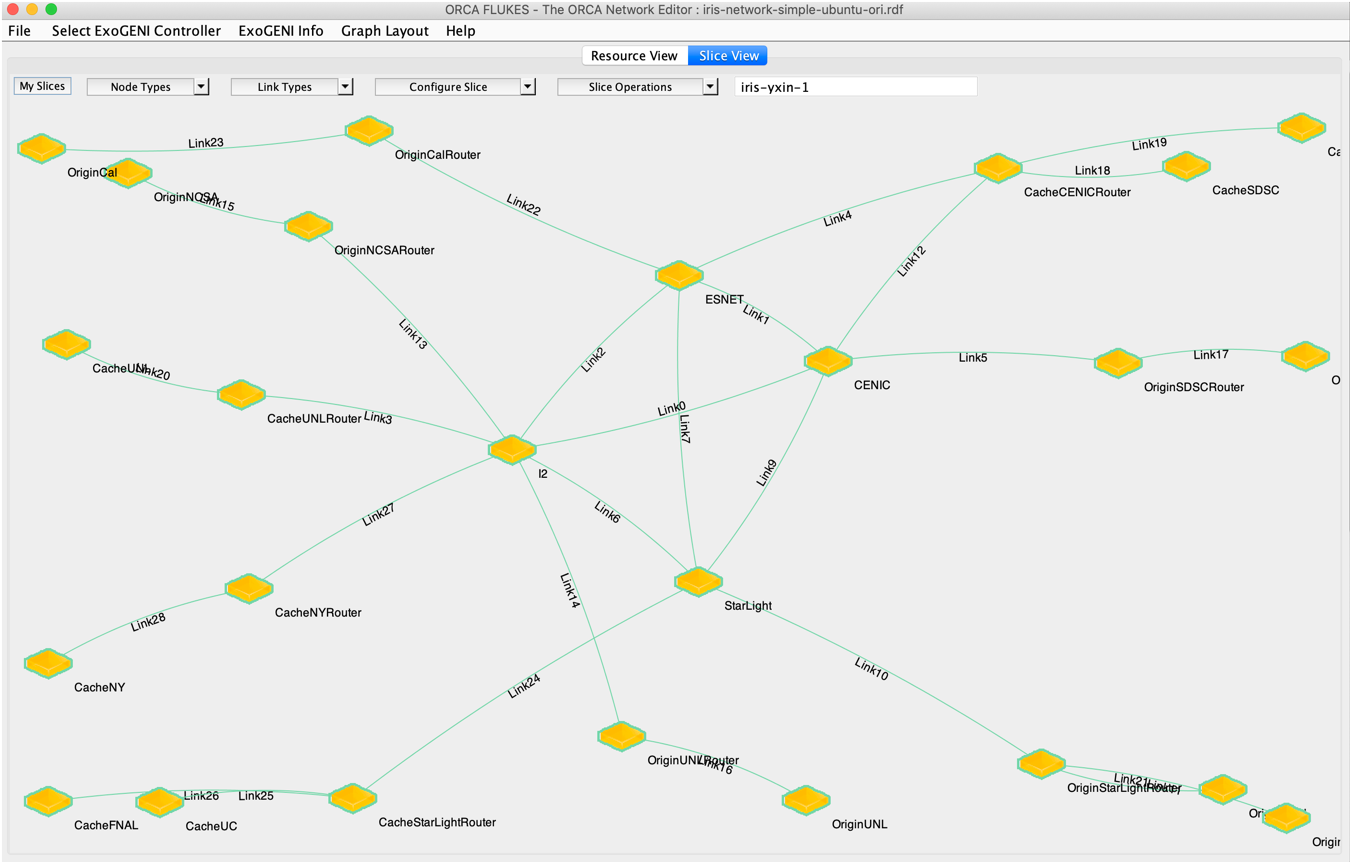 ORCA FLUKES - The ORCA Network Editor : iris-network-simple-ubuntu-ori.rdf
File Select ExoGENI Controller ExoGENI Info Graph Layout Help
Resource View Slice View
My Slices Node Types Link Types Configure Slice Slice Operations iris-yxin-1
Link23
OriginCalRouter
OriginCal
Link19
Ca
Link18
CacheSDSC
CacheCENICRouter
Link15
Link22
Link4
OriginNCSARouter
Link12
ESNET
Link1
Link13
Link2
Link5
Link17
CENIC
OriginSDSCRouter
O
Link20
CacheUNLRouter
Link3
Link0
Link7
I2
Link9
Link27
Link6
Link14
StarLight
CacheNYRouter
Link28
Link10
CacheNY
Link24
OriginUNLRouter
Link16
Link21
OriginStarLightRouter
Link26
Link25
CacheFNAL
CacheUC
CacheStarLightRouter
OriginUNL
Origin